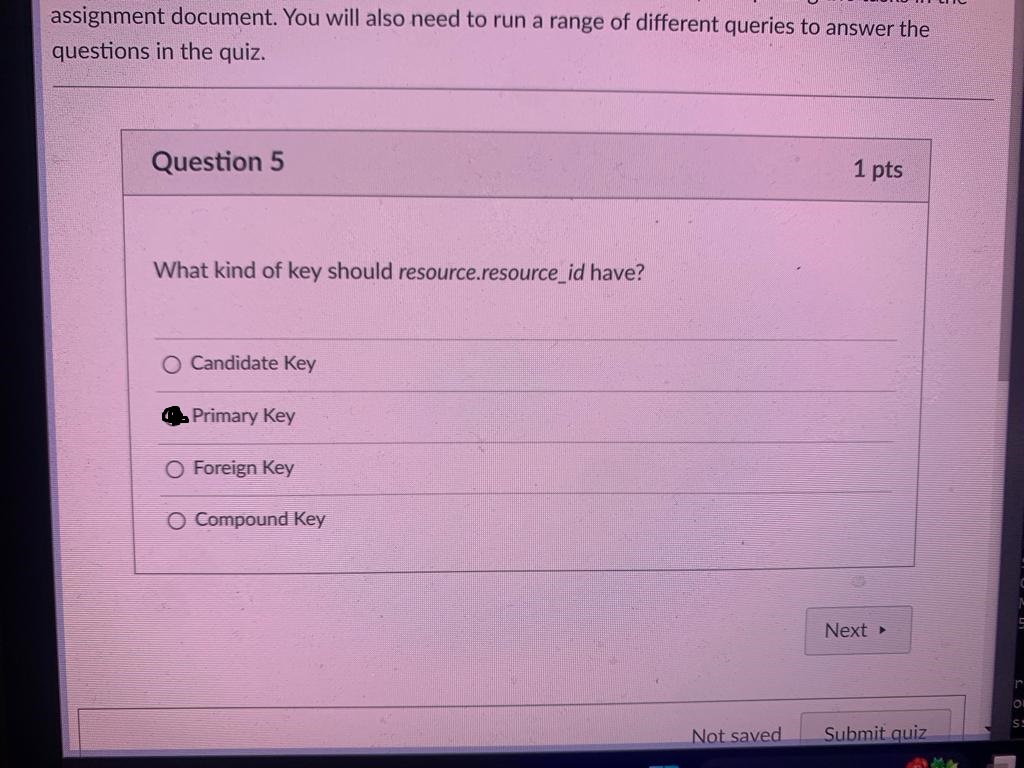 assignment document. You will also need to run a range of different queries to answer the
questions in the quiz.
Question 5
1 pts
What kind of key should resource.resource_id have?
Candidate Key
Primary Key
Foreign Key
Compound Key
Next
Not saved
Submit quiz